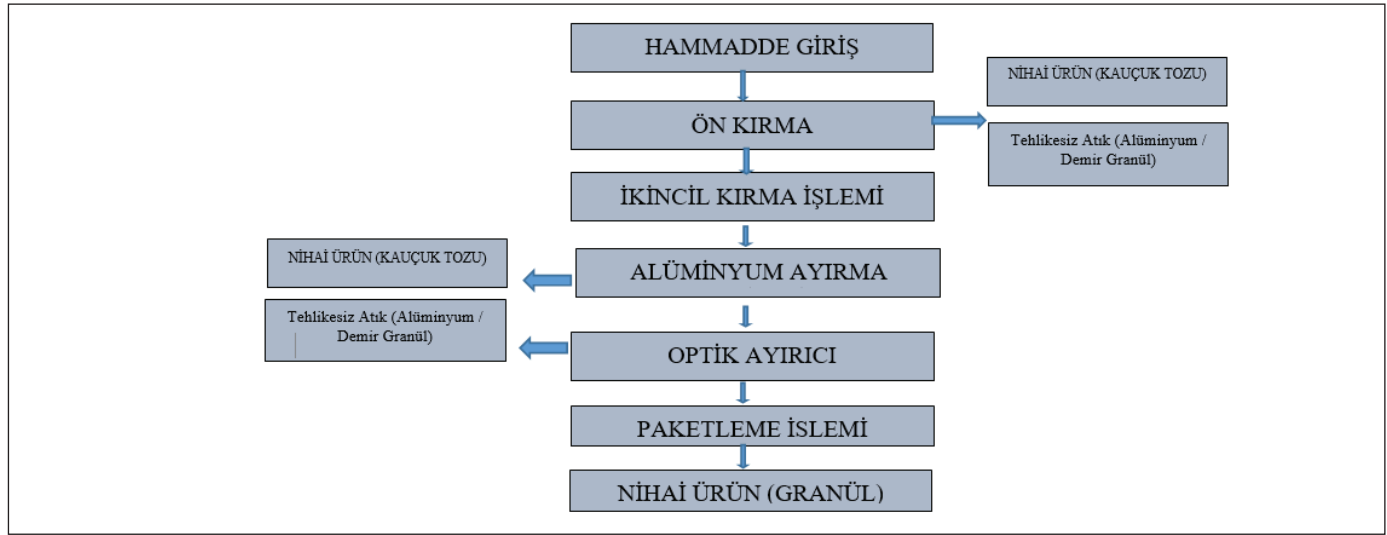 HAMMADDE GİRİŞ
NİHAİ ÜRÜN (KAUÇUK TOZU)
ÖN KIRMA
Tehlikesiz Atık (Alüminyum /
Demir Granül)
İKİNCİL KIRMA İŞLEMİ
NİHAİ ÜRÜN (KAUÇUK TOZU)
ALÜMİNYUM AYIRMA
Tehlikesiz Atık (Alüminyum /
Demir Granül)
OPTİK AYIRICI
PAKETLEME İSLEMİ
NİHAİ ÜRÜN (GRANÜL)